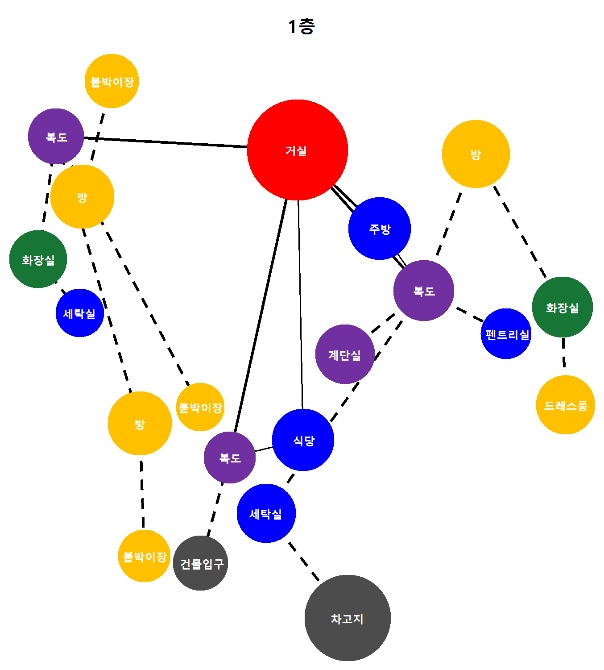 1층
붙박이장
복도
거실
방
방
주방
화장실
복도
세탁실
화장실
펜트리실
계단실
드레스룸
붙박이장
방
식당
복도
세탁실
붙박이장
건물입구
차고지